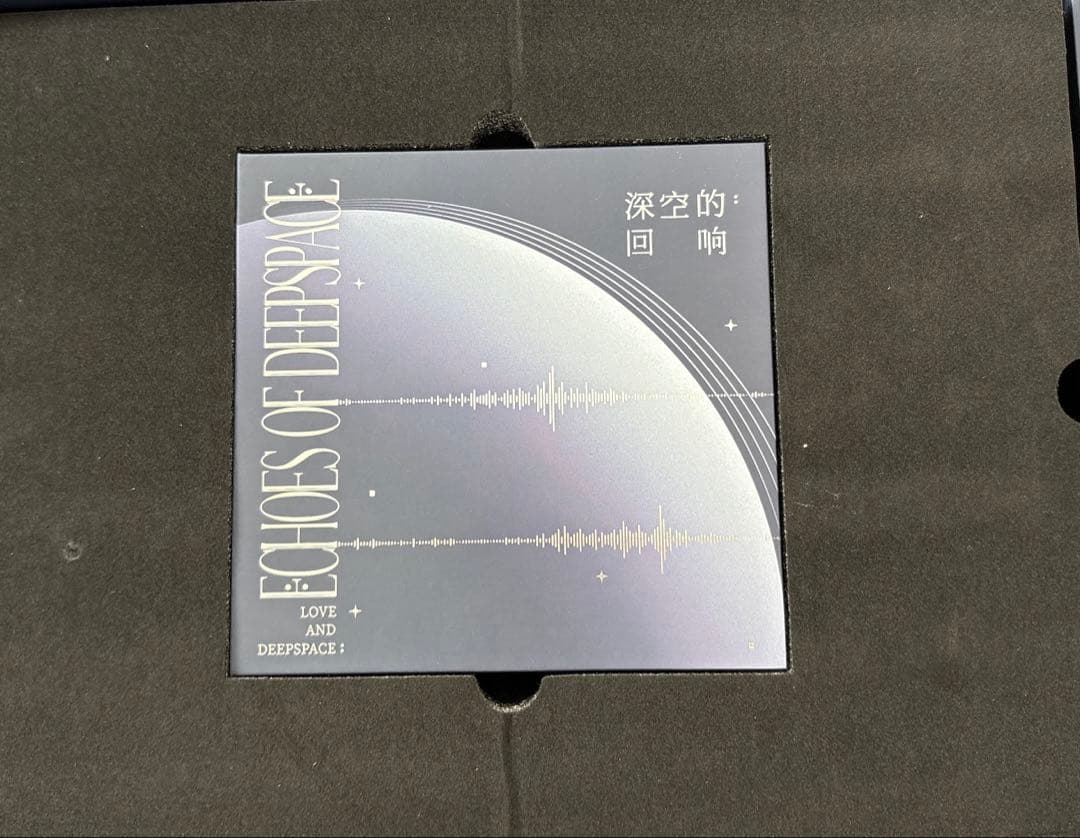 ECHOES OF DEEPSPACE
深空的:
回响
LOVE
AND
DEEPSPACE: